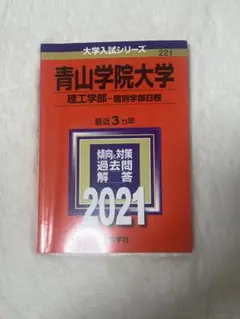 大学入試シリーズ
221
青山学院大学
理工学部－個別学部日程
最近3カ年
傾向と対策
過去問
解答
2021
学社